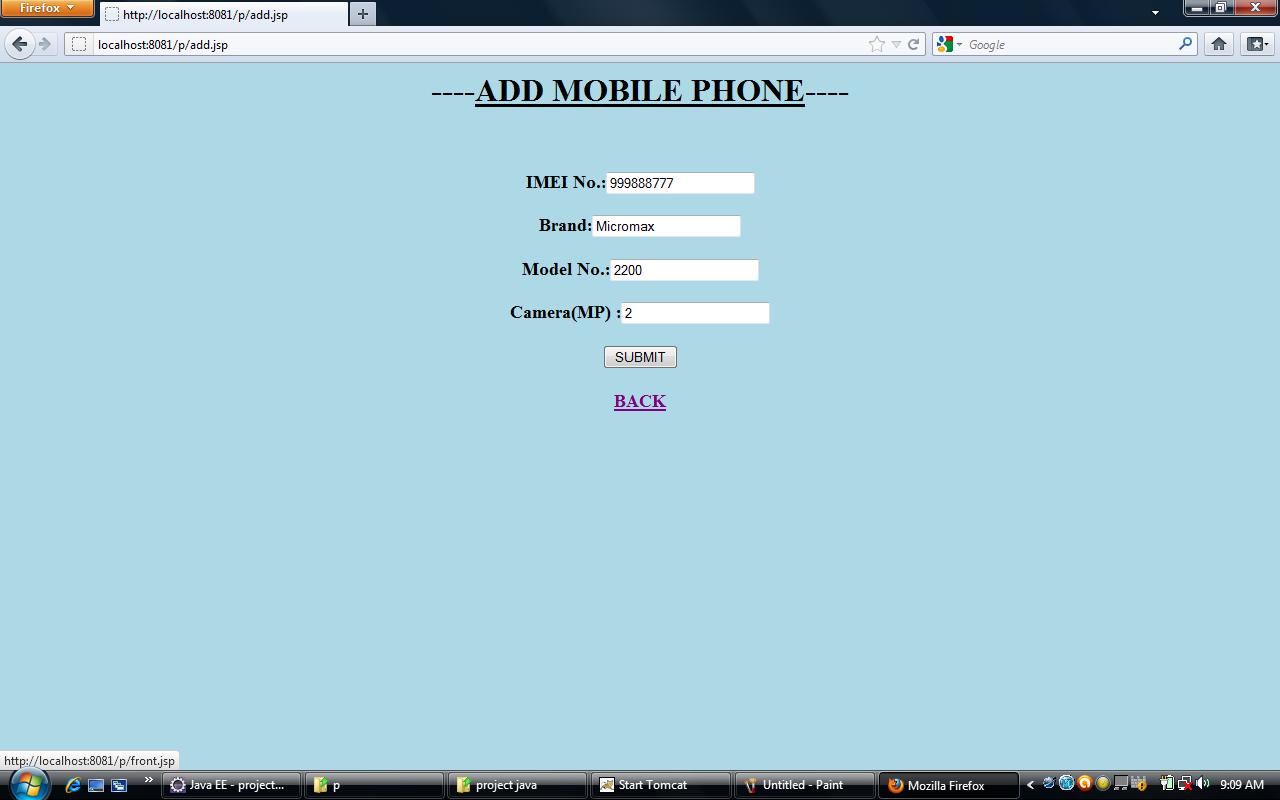 Firefox
http://localhost:8081/p/add.jsp
localhost:8081/p/add.jsp
Google
----ADD MOBILE PHONE----
IMEI No.:999888777
Brand:Micromax
Model No.:2200
Camera(MP) :2
SUBMIT
BACK
http://localhost:8081/p/front.jsp
Java EE - project... p project java Start Tomcat Untitled - Paint Mozilla Firefox 9:09 AM